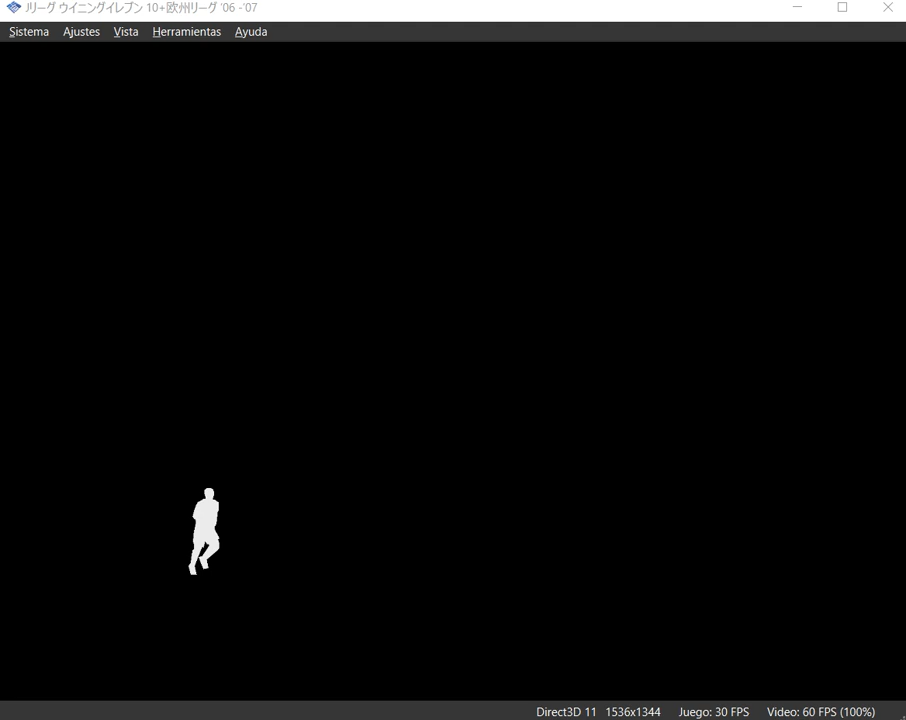 Jリーグ ウイニングイレブン 10+欧州リーグ '06 -'07
Sistema Ajustes Vista Herramientas Ayuda
Direct3D 11 1536x1344 Juego: 30 FPS Video: 60 FPS (100%)